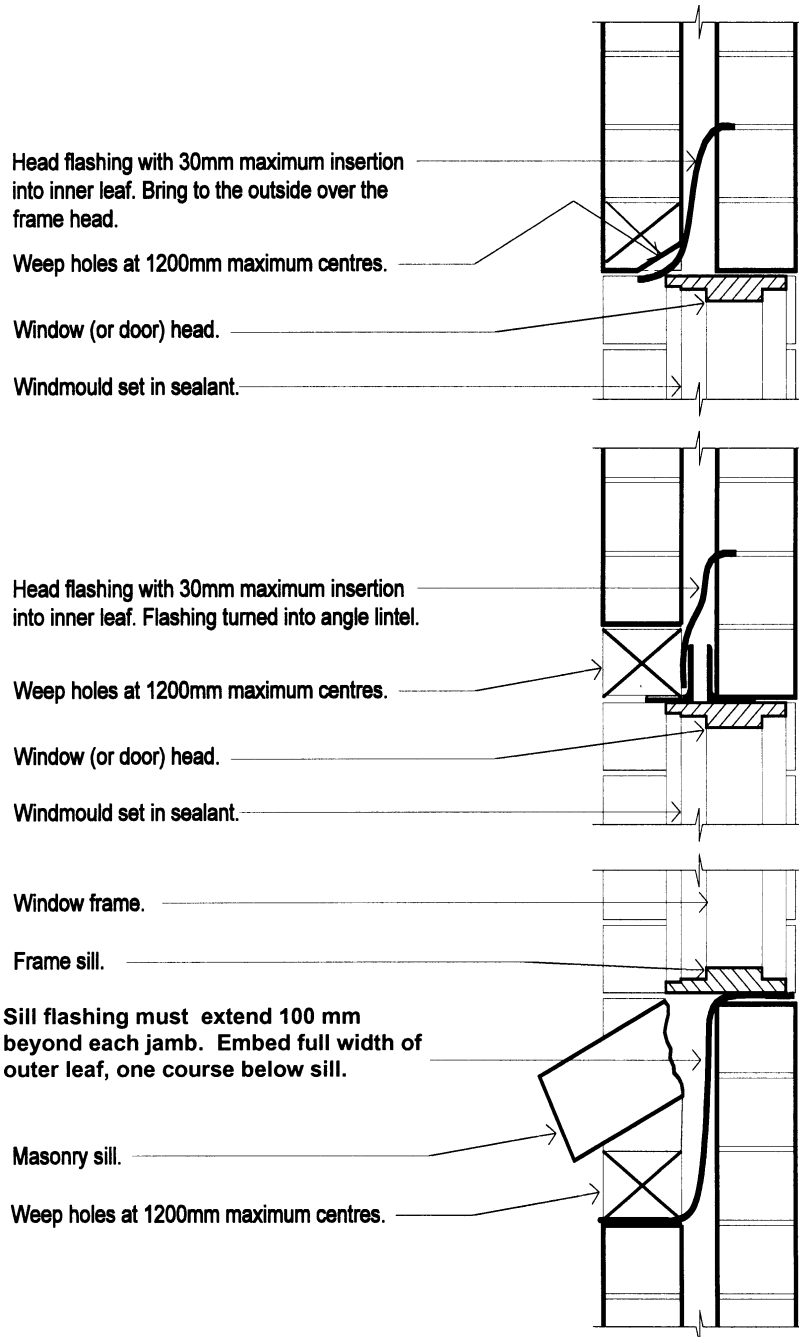 Head flashing with 30mm maximum insertion
into inner leaf. Bring to the outside over the
frame head.
Weep holes at 1200mm maximum centres.
Window (or door) head.
Windmould set in sealant.
Head flashing with 30mm maximum insertion
into inner leaf. Flashing turned into angle lintel.
Weep holes at 1200mm maximum centres.
Window (or door) head.
Windmould set in sealant.
Window frame.
Frame sill.
Sill flashing must extend 100 mm
beyond each jamb. Embed full width of
outer leaf, one course below sill.
Masonry sill.
Weep holes at 1200mm maximum centres.